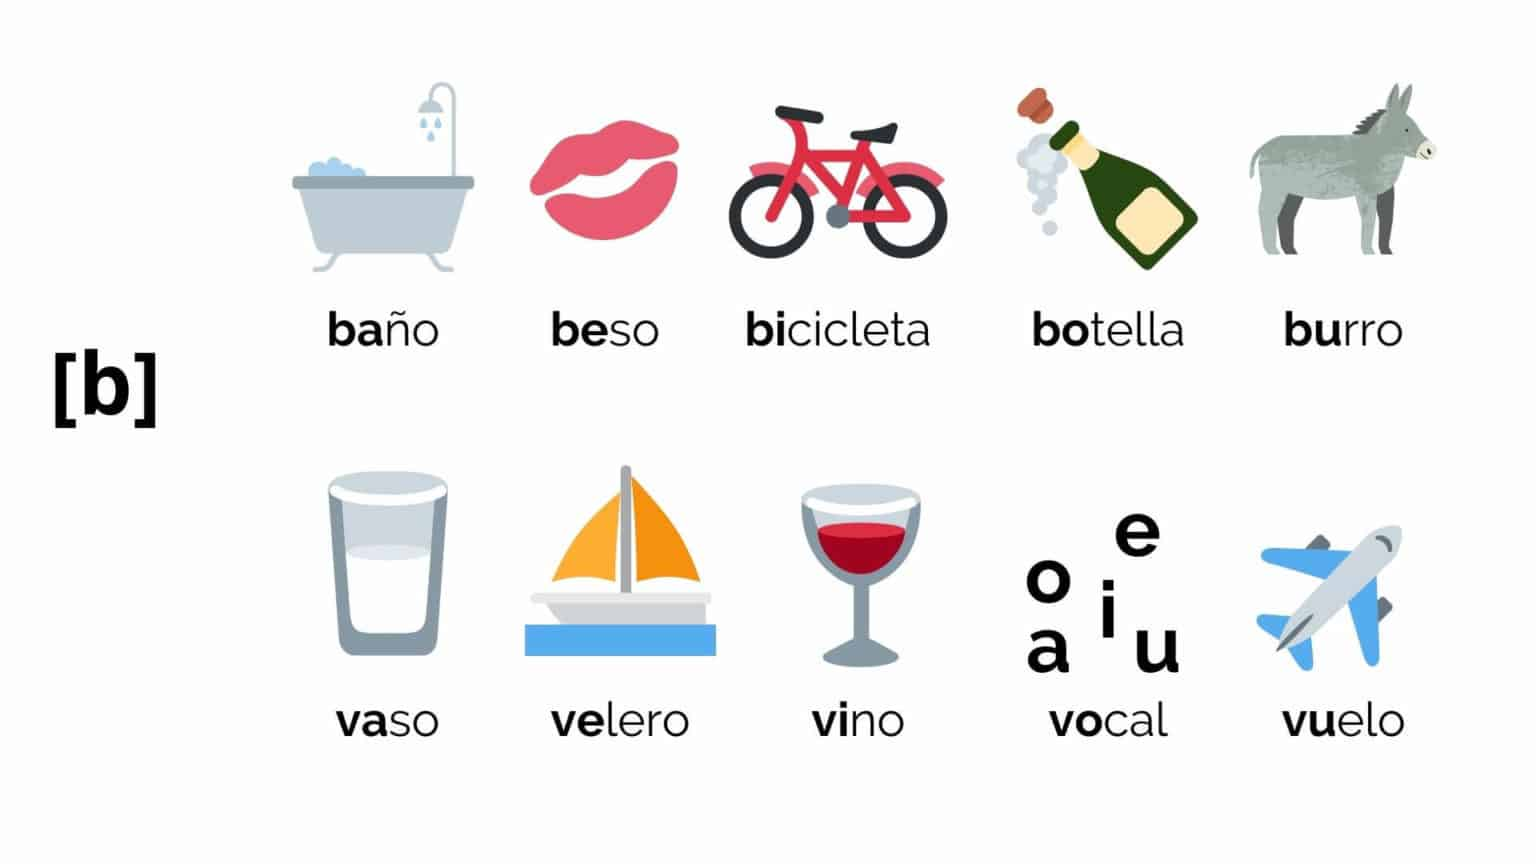 baño beso bicicleta botella burro
[b]
e
o
i
a u
vaso velero vino vocal vuelo